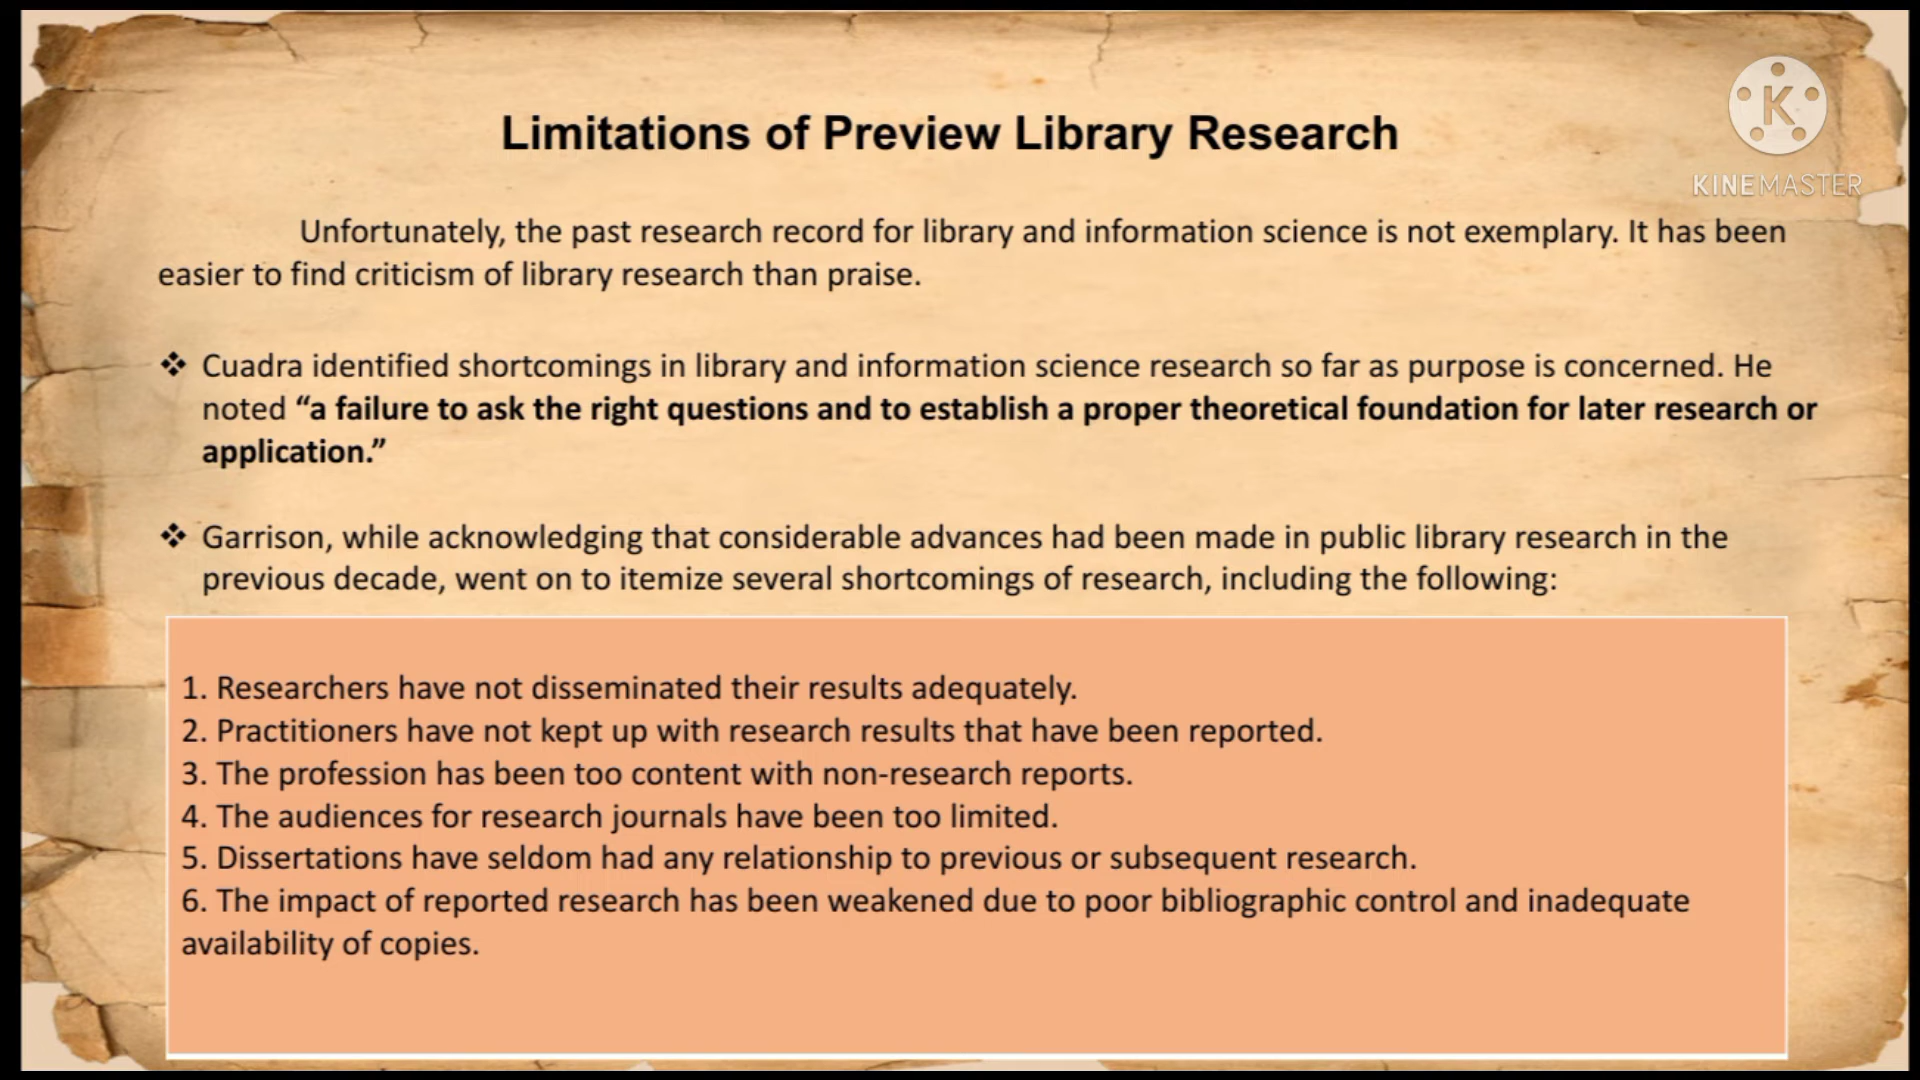 Limitations of Preview Library Research
K
KINEMASTER
Unfortunately, the past research record for library and information science is not exemplary. It has been
easier to find criticism of library research than praise.
❖ Cuadra identified shortcomings in library and information science research so far as purpose is concerned. He
noted “a failure to ask the right questions and to establish a proper theoretical foundation for later research or
application.”
❖ Garrison, while acknowledging that considerable advances had been made in public library research in the
previous decade, went on to itemize several shortcomings of research, including the following:
1. Researchers have not disseminated their results adequately.
2. Practitioners have not kept up with research results that have been reported.
3. The profession has been too content with non-research reports.
4. The audiences for research journals have been too limited.
5. Dissertations have seldom had any relationship to previous or subsequent research.
6. The impact of reported research has been weakened due to poor bibliographic control and inadequate
availability of copies.